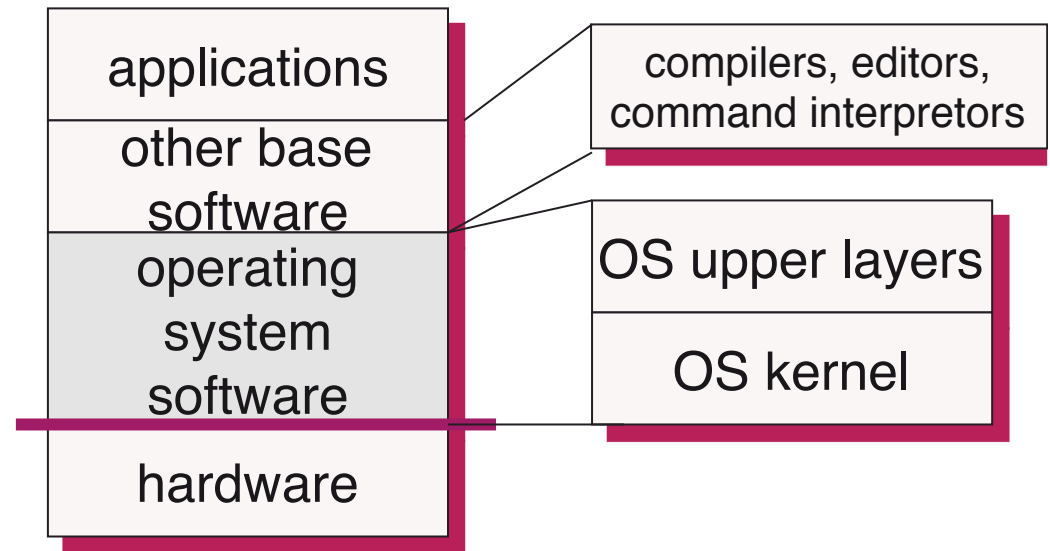 applications
other base
software
operating
system
software
hardware
compilers, editors,
command interpretors
OS upper layers
OS kernel